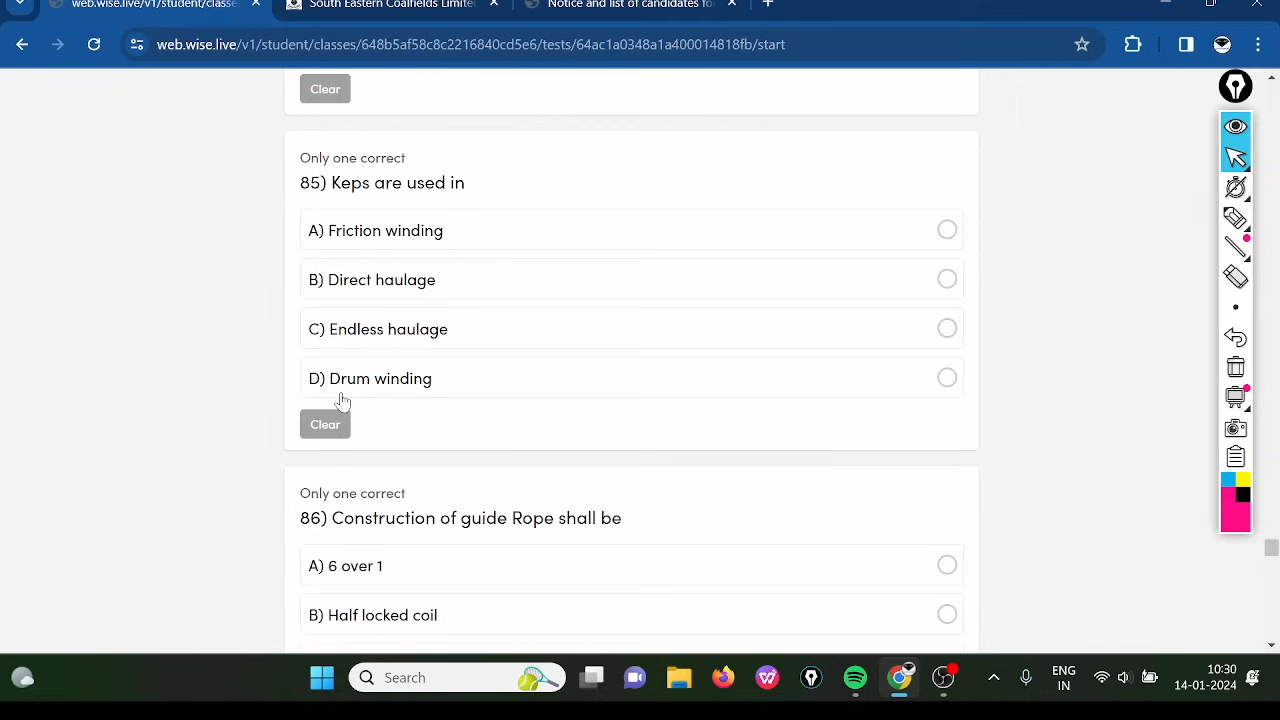 web.wise.live/v1/student/classe
South Eastern Coalfields Limite
Notice and list of candidates fo
web.wise.live/v1/student/classes/648b5af58c8c2216840cd5e6/tests/64ac1a0348a1a400014818fb/start
Clear
Only one correct
85) Keps are used in
A) Friction winding
B) Direct haulage
C) Endless haulage
D) Drum winding
Clear
Only one correct
86) Construction of guide Rope shall be
A) 6 over 1
B) Half locked coil
Search
ENG
IN
10:30
14-01-2024